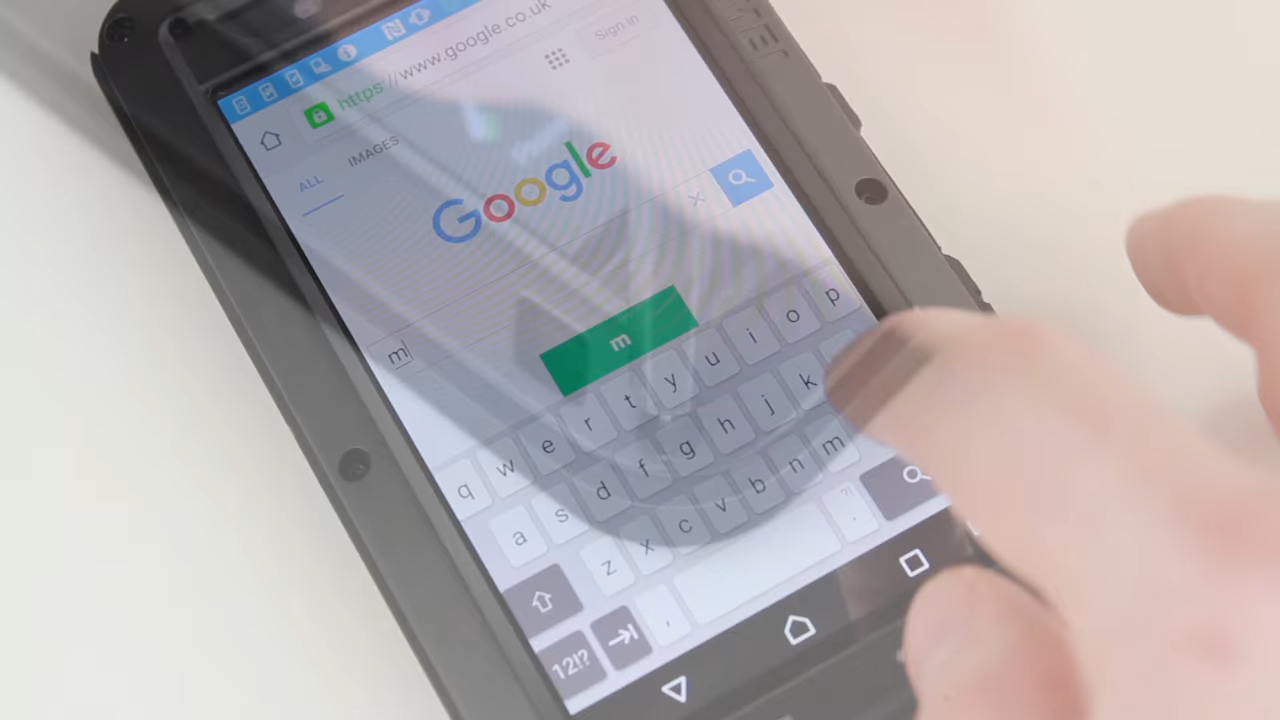 https://www.google.co.uk
Sign in
ALL
IMAGES
Google
m
m
q w e r t y u i o p
a s d f g h j k
z x c v b n m
12!? , ?! .